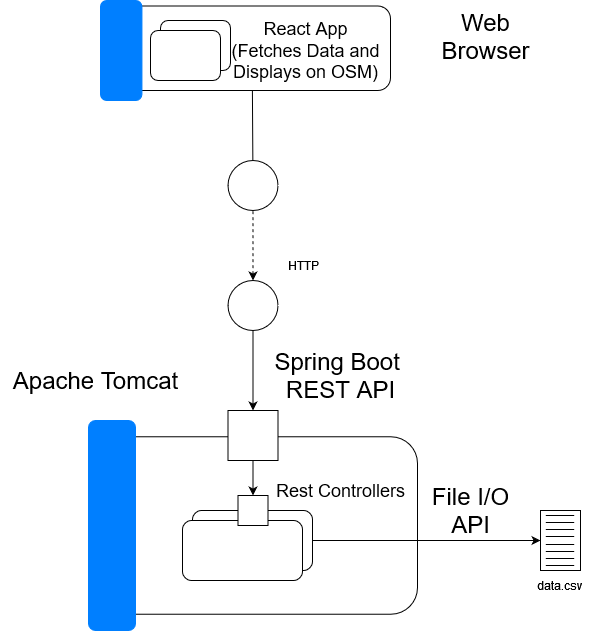 React App
(Fetches Data and
Displays on OSM)
Web
Browser
HTTP
Spring Boot
REST API
Apache Tomcat
Rest Controllers
File I/O
API
data.csv